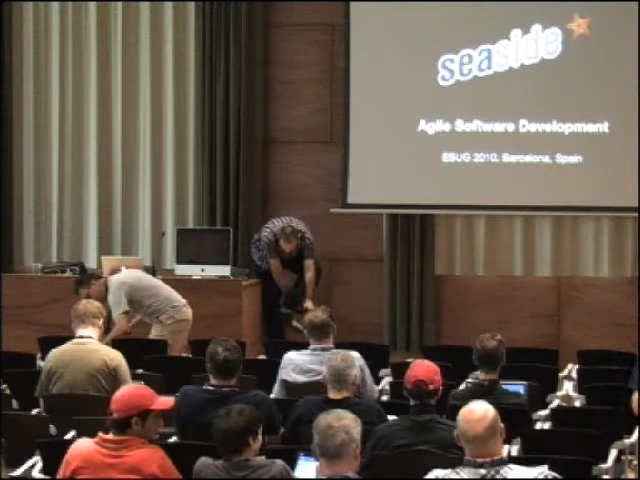 seaside
Agile Software Development
ESUG 2010, Barcelona, Spain